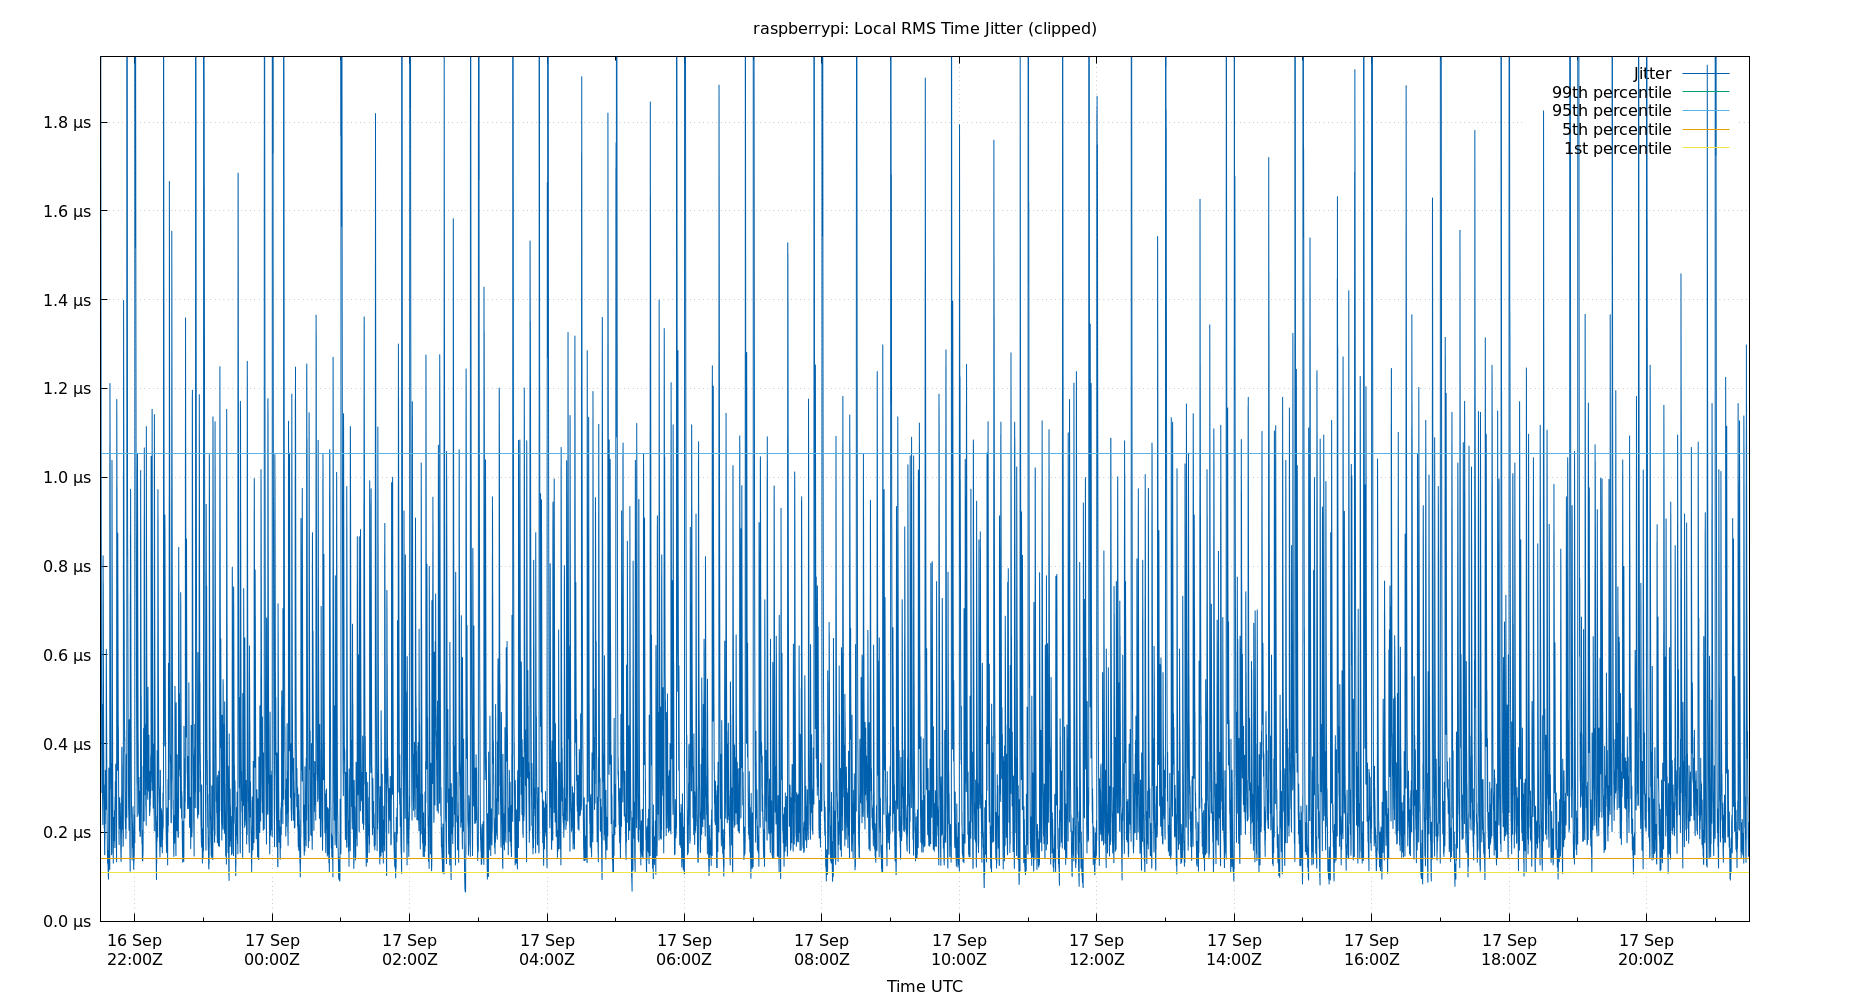 raspberrypi: Local RMS Time Jitter (clipped)
Jitter
99th percentile
95th percentile
5th percentile
1st percentile
1.8 µs
1.6 µs
1.4 µs
1.2 µs
1.0 µs
0.8 µs
0.6 µs
0.4 µs
0.2 µs
0.0 µs
16 Sep 17 Sep 17 Sep 17 Sep 17 Sep 17 Sep 17 Sep 17 Sep 17 Sep 17 Sep 17 Sep 17 Sep
22:00Z 00:00Z 02:00Z 04:00Z 06:00Z 08:00Z 10:00Z 12:00Z 14:00Z 16:00Z 18:00Z 20:00Z
Time UTC